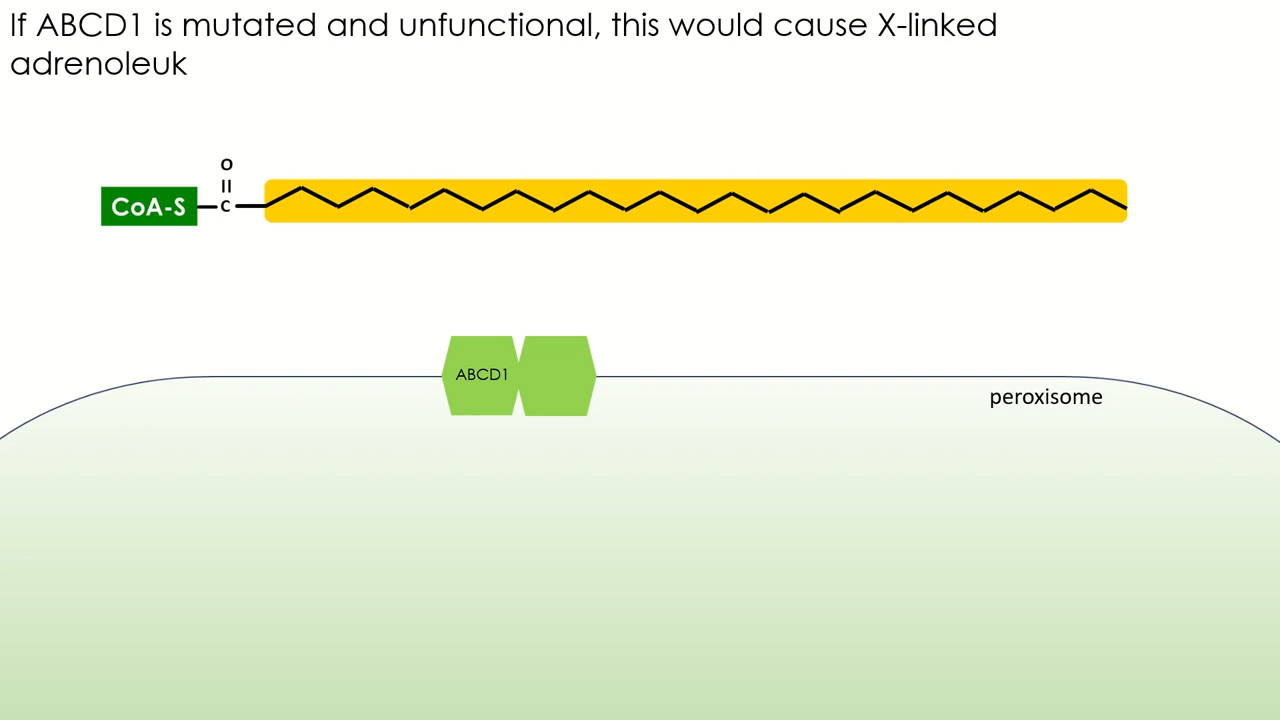 If ABCD1 is mutated and unfunctional, this would cause X-linked
adrenoleuk
O
CoA-S
C
ABCD1
peroxisome